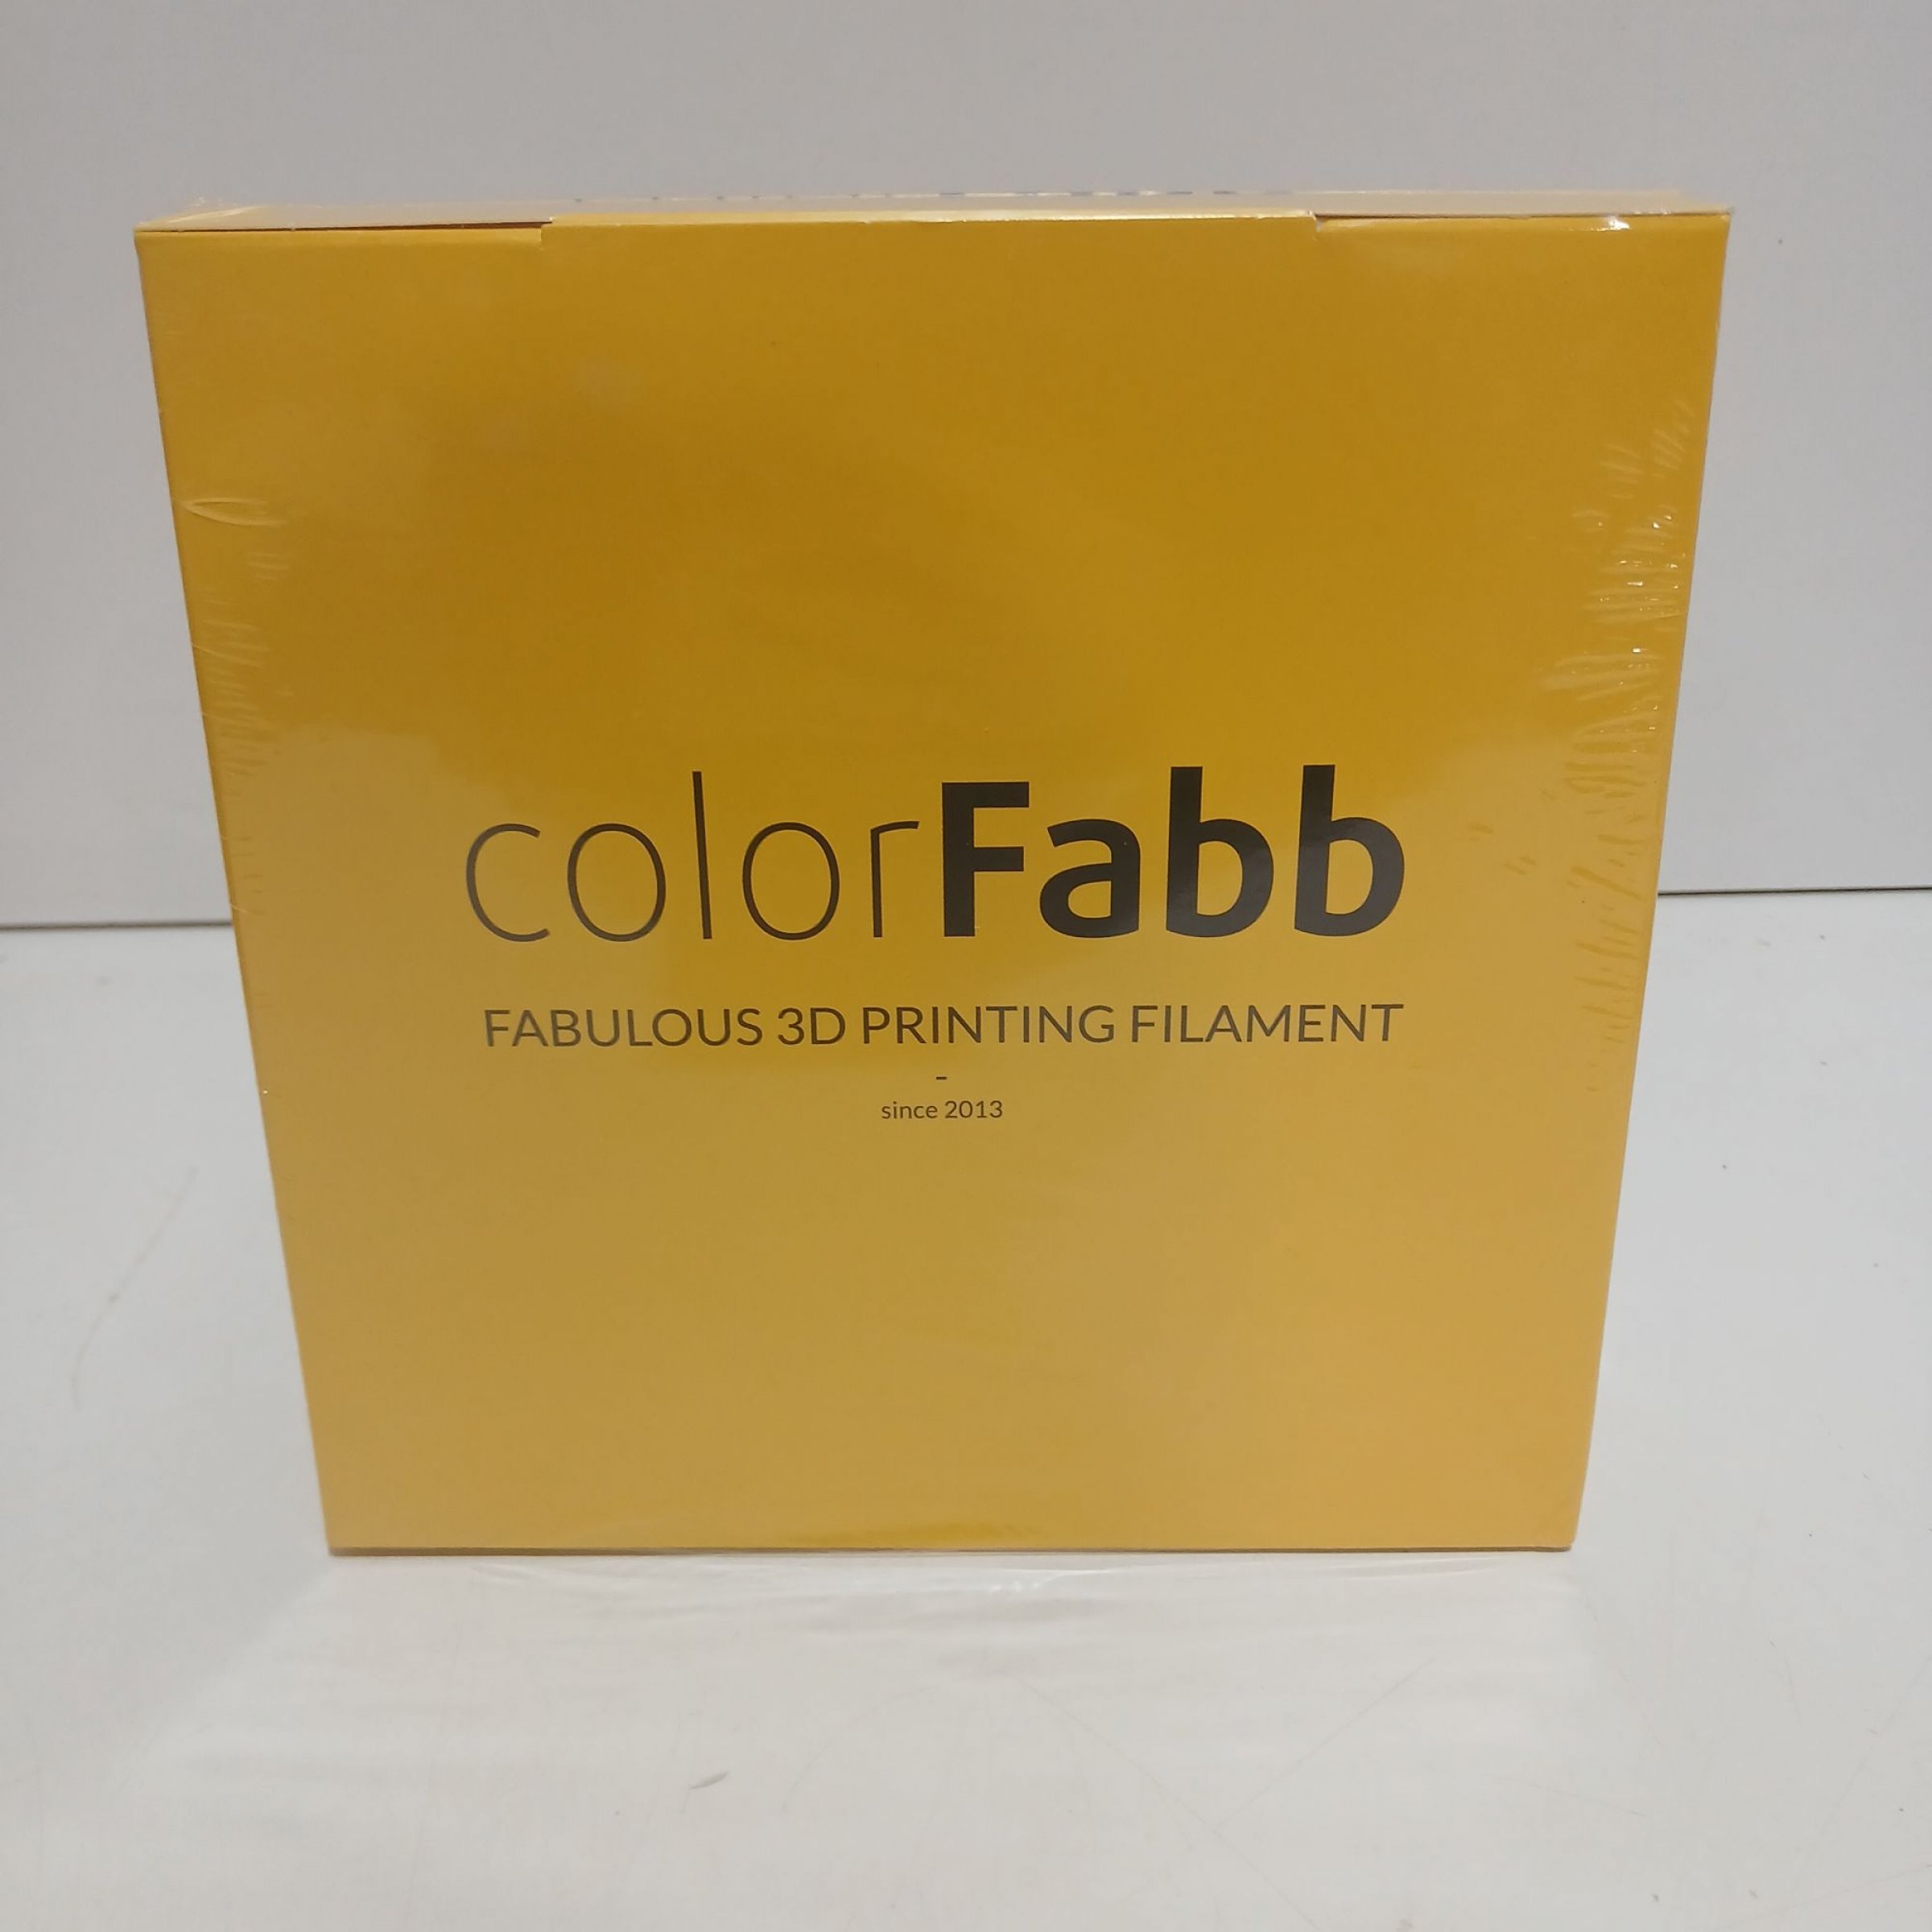 colorFabb
FABULOUS 3D PRINTING FILAMENT
-
since 2013